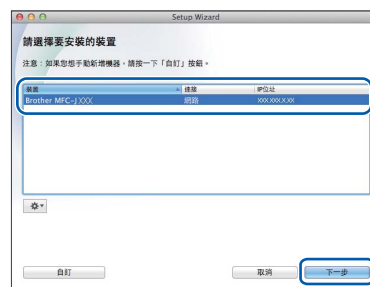 Setup Wizard
請選擇要安裝的裝置
注意：如果您想手動新增機器，請按一下「自訂」按鈕。
裝置 連接 IP位址
Brother MFC-J XXX 網路 XXX.XXX.X.XX
自訂 取消 下一步